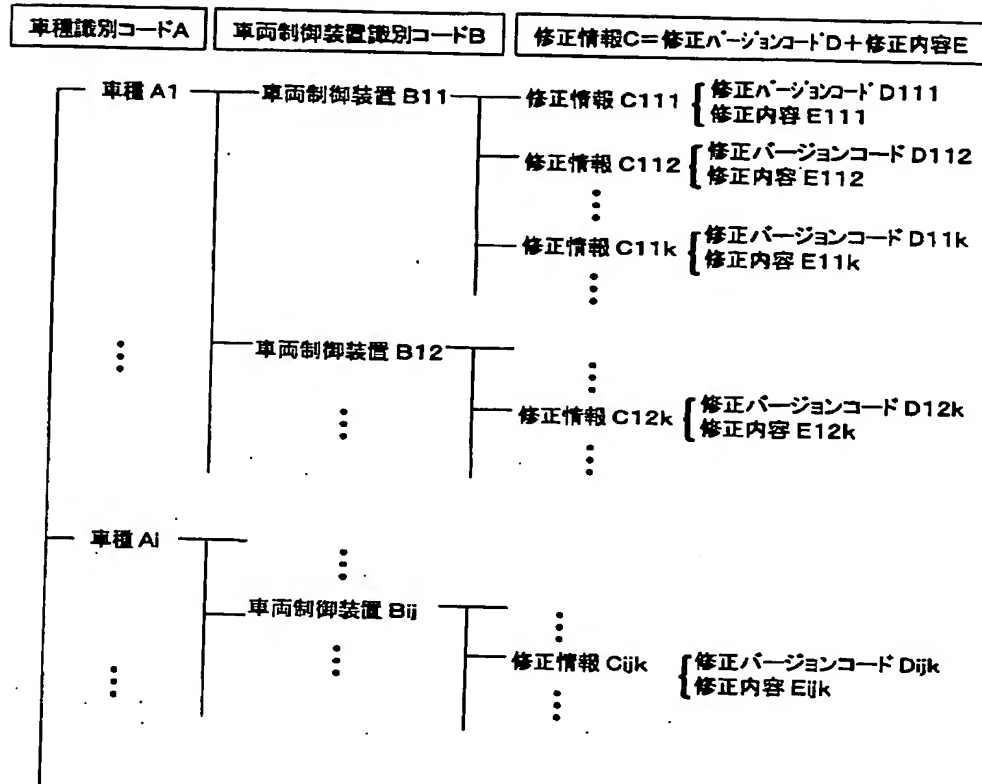 車種識別コードA 車両制御装置識別コードB 修正情報C=修正バージョンコードD+修正内容E
車種 A1 車両制御装置 B11 修正情報 C111 修正バージョンコード D111
修正内容 E111
修正情報 C112 修正バージョンコード D112
修正内容 E112
修正情報 C11k 修正バージョンコード D11k
修正内容 E11k
車両制御装置 B12
修正情報 C12k 修正バージョンコード D12k
修正内容 E12k
車種 Ai
車両制御装置 Bij
修正情報 Cijk 修正バージョンコード Dijk
修正内容 Eijk